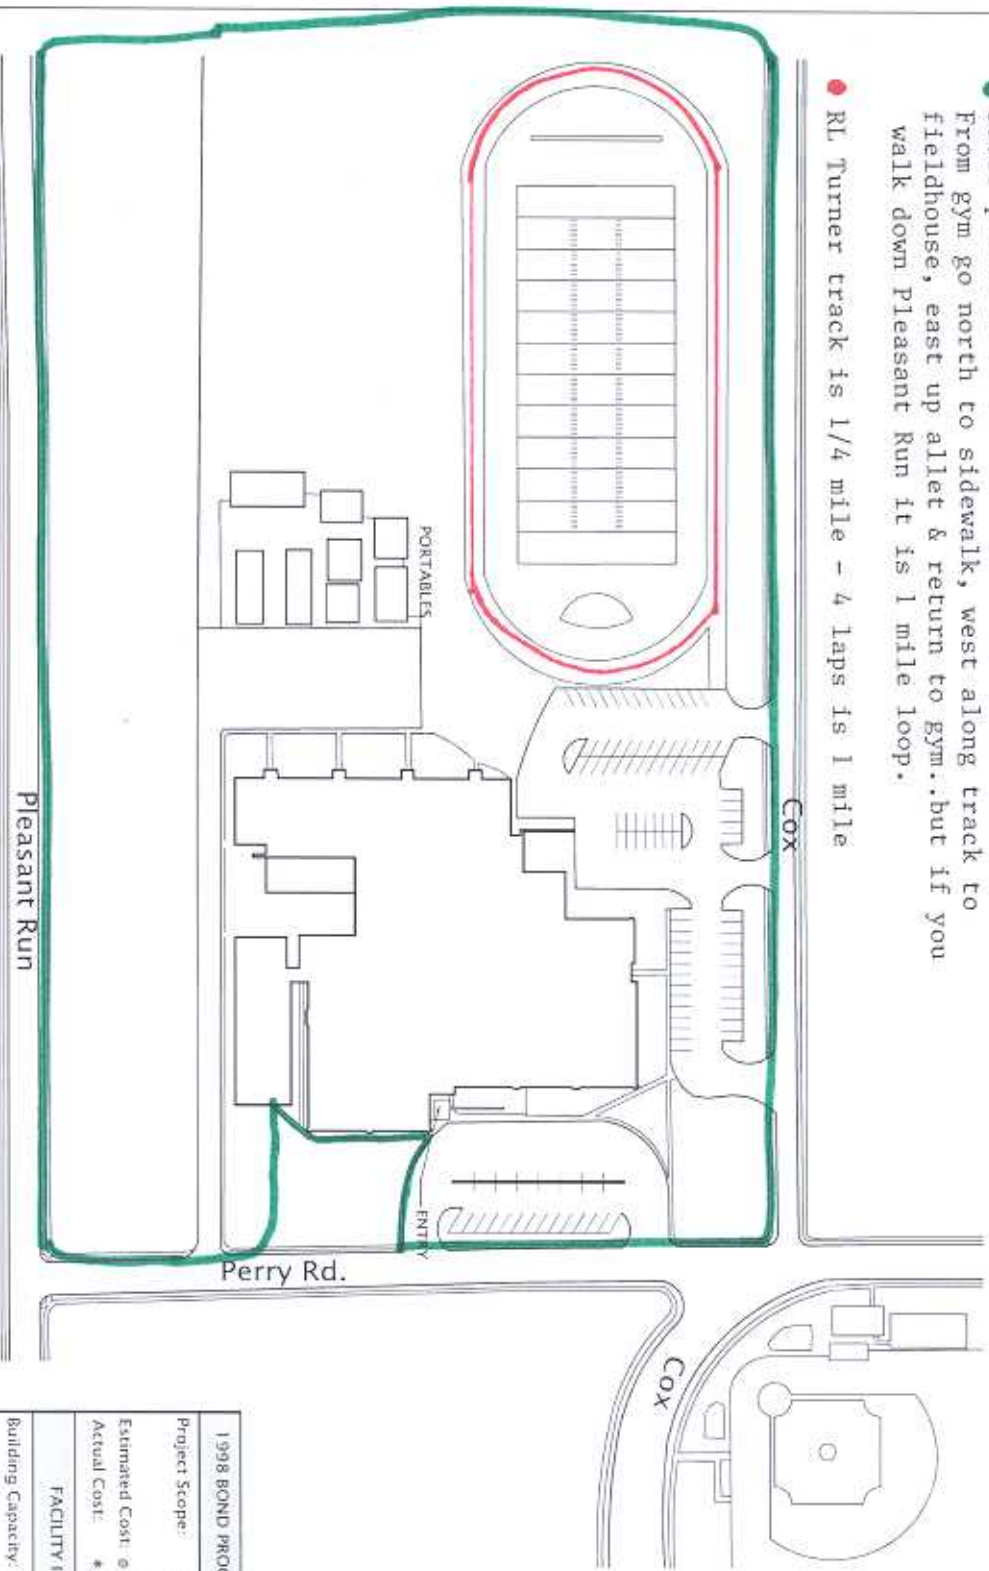 From gym go north to sidewalk, west along track to
fieldhouse, east up allet & return to gym..but if you
walk down Pleasant Run it is 1 mile loop.
RL Turner track is 1/4 mile - 4 laps is 1 mile
Cox
PORTABLES
Pleasant Run
ENTRY
Perry Rd.
Cox
1998 BOND
Project Scope:
Estimated Cost:
Actual Cost: *
FACILITY
Building Capacity: